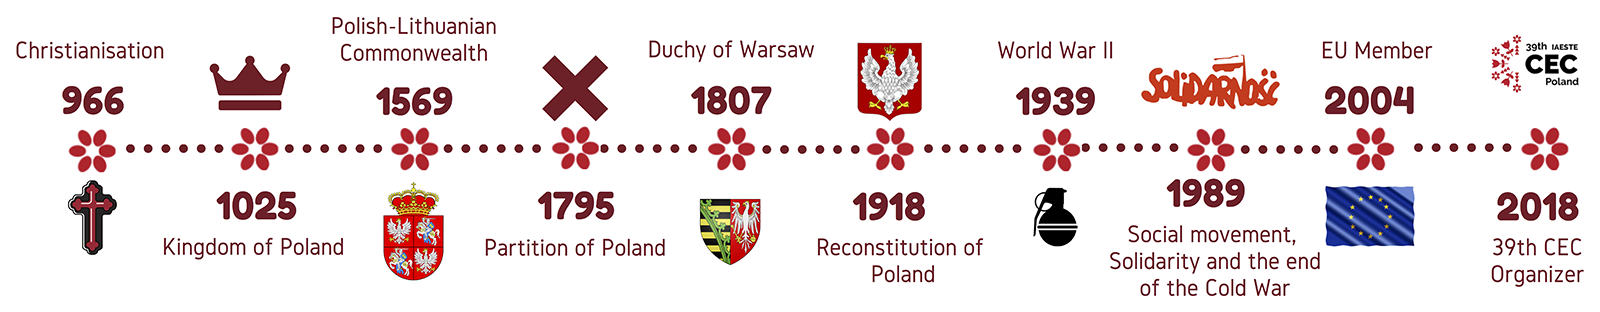 Christianisation
966
1025
Kingdom of Poland
Polish-Lithuanian
Commonwealth
1569
1795
Partition of Poland
Duchy of Warsaw
1807
1918
Reconstitution of
Poland
World War II
1939
SOLIDARNOŚĆ
1989
Social movement,
Solidarity and the end
of the Cold War
EU Member
2004
39th IAESTE
CEC
Poland
2018
39th CEC
Organizer